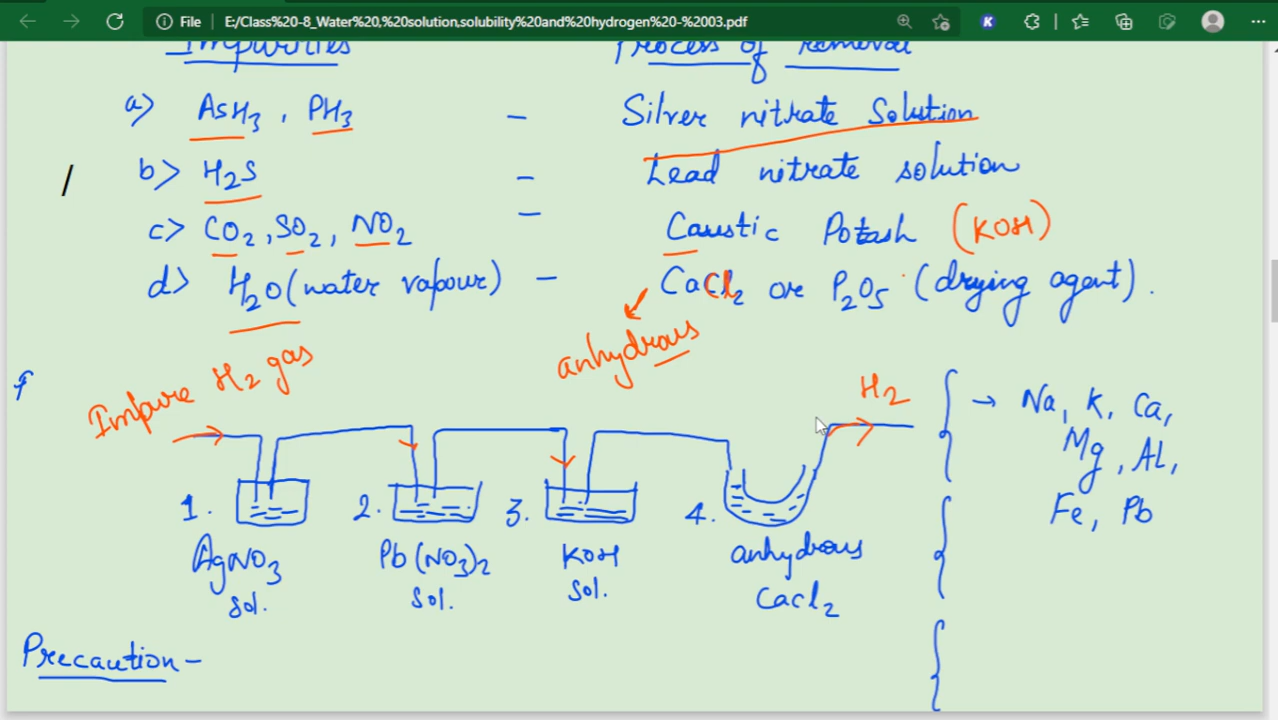 File | E:/Class%20-8_Water%20,%20solution,solubility%20and%20hydrogen%20-%2003.pdf
Impurities Process of removal
a) AsH3, PH3 - Silver nitrate Solution
b> H2S - Lead nitrate solution
c> CO2, SO2, NO2 - Caustic Potash (KOH)
d> H2O (water vapour) - CaCl2 or P2O5 (drying agent).
anhydrous
Impure H2 gas
H2
→ Na, K, Ca,
Mg, Al,
Fe, Pb
1. 2. 3. 4.
AgNO3 Pb(NO3)2 KOH anhydrous
sol. sol. sol. CaCl2
Precaution-